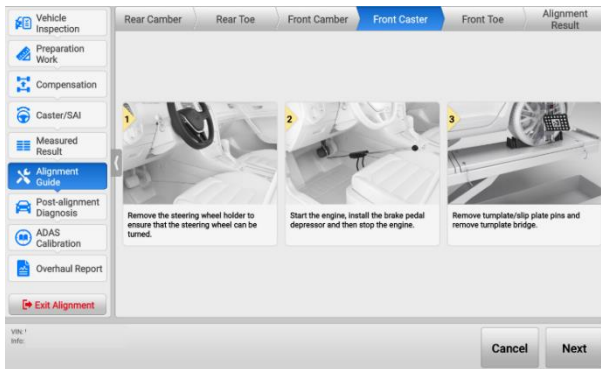 Vehicle
Inspection
Preparation
Work
Compensation
Caster/SAI
Measured
Result
Alignment
Guide
Post-alignment
Diagnosis
ADAS
Calibration
Overhaul Report
Exit Alignment
Rear Camber
Rear Toe
Front Camber
Front Caster
Front Toe
Alignment
Result
1
Remove the steering wheel holder to
ensure that the steering wheel can be
turned.
2
Start the engine, install the brake pedal
depressor and then stop the engine.
3
Remove turnplate/slip plate pins and
remove turnplate bridge.
VIN:
Info:
Cancel
Next